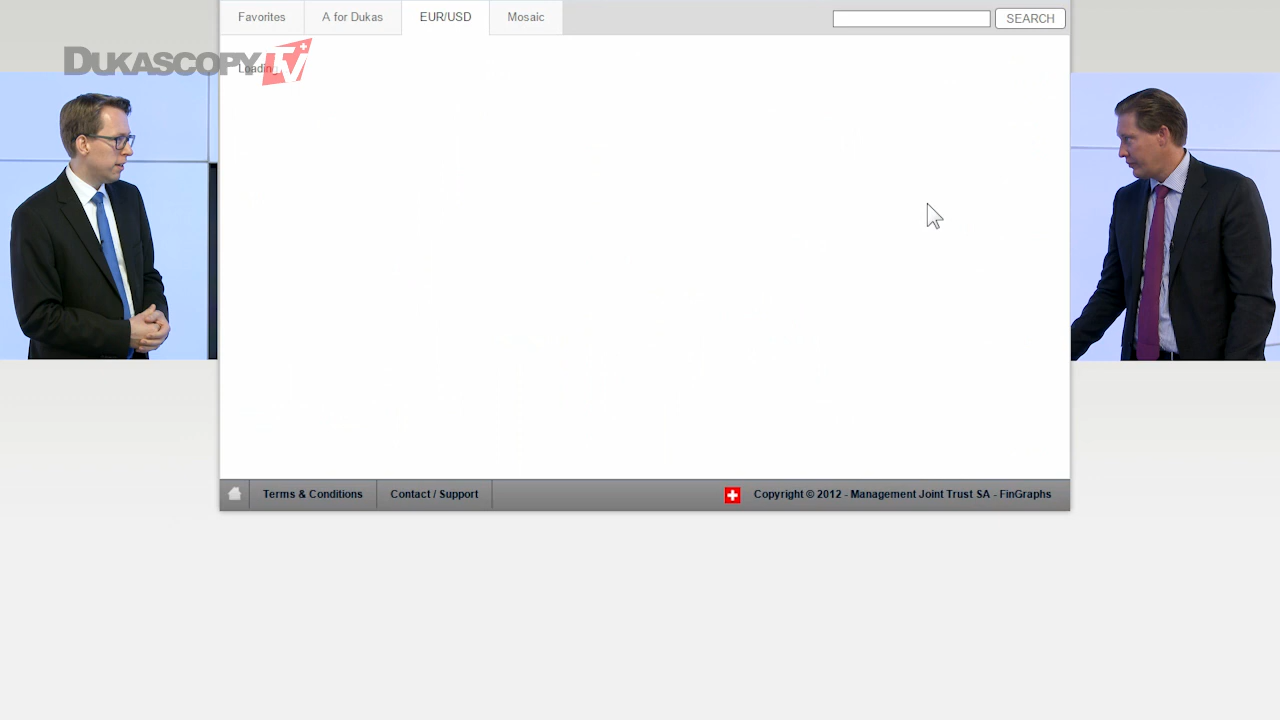 Favorites
A for Dukas
EUR/USD
Mosaic
SEARCH
DUKASCOPY TV
Loading
Terms & Conditions
Contact / Support
Copyright © 2012 - Management Joint Trust SA - FinGraphs